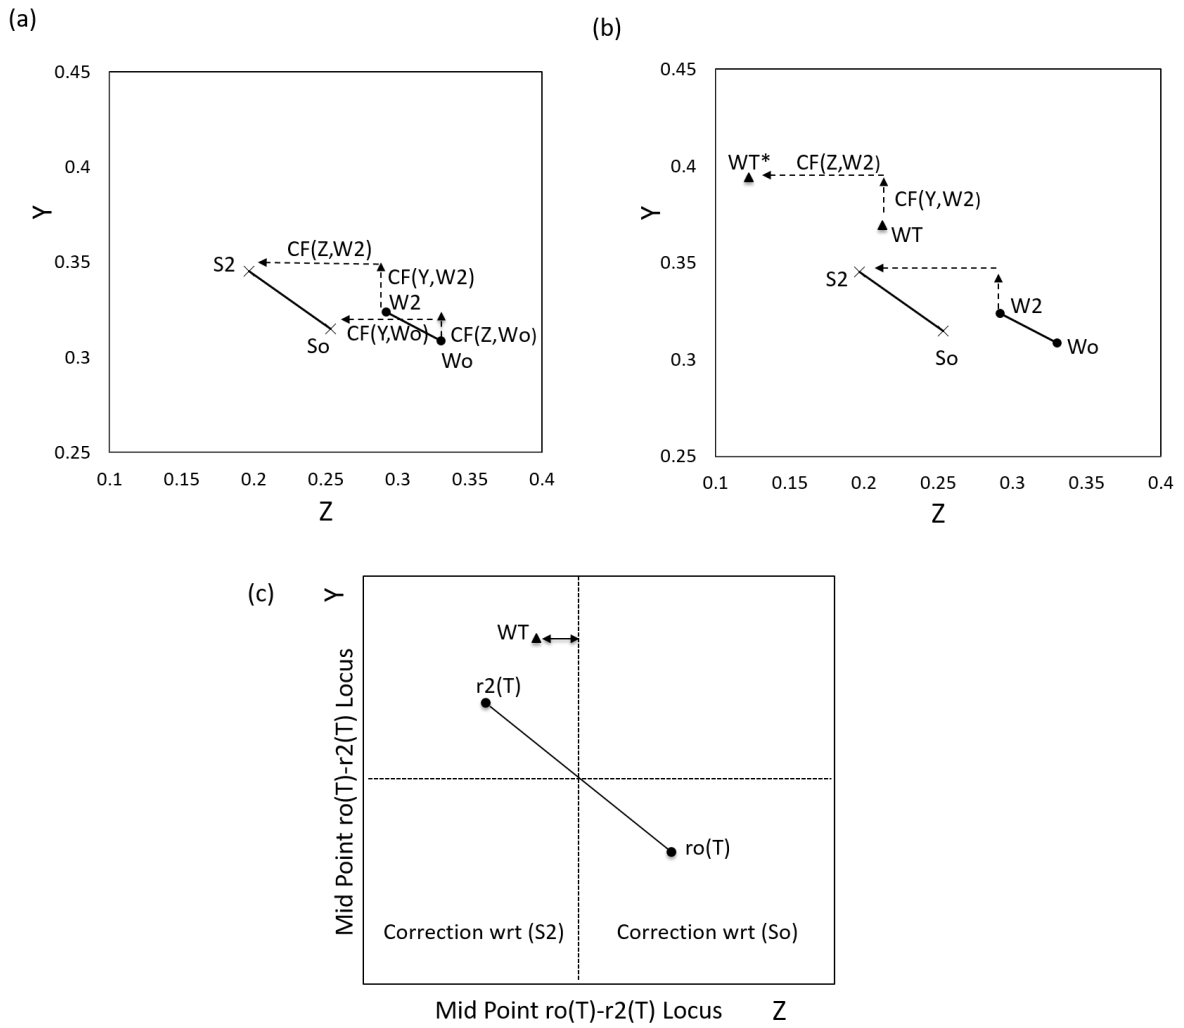 (a)
0.45
0.4
0.35
0.3
0.25
Y
S2
CF(Z,W2)
CF(Y,W2)
W2
So
CF(Y,Wo)
CF(Z,Wo)
Wo
0.1 0.15 0.2 0.25 0.3 0.35 0.4
Z
(b)
0.45
0.4
0.35
0.3
0.25
Y
WT*
CF(Z,W2)
CF(Y,W2)
WT
S2
W2
So
Wo
0.1 0.15 0.2 0.25 0.3 0.35 0.4
Z
(c)
Y
Mid Point ro(T)-r2(T) Locus
WT
r2(T)
ro(T)
Correction wrt (S2)
Correction wrt (So)
Mid Point ro(T)-r2(T) Locus Z